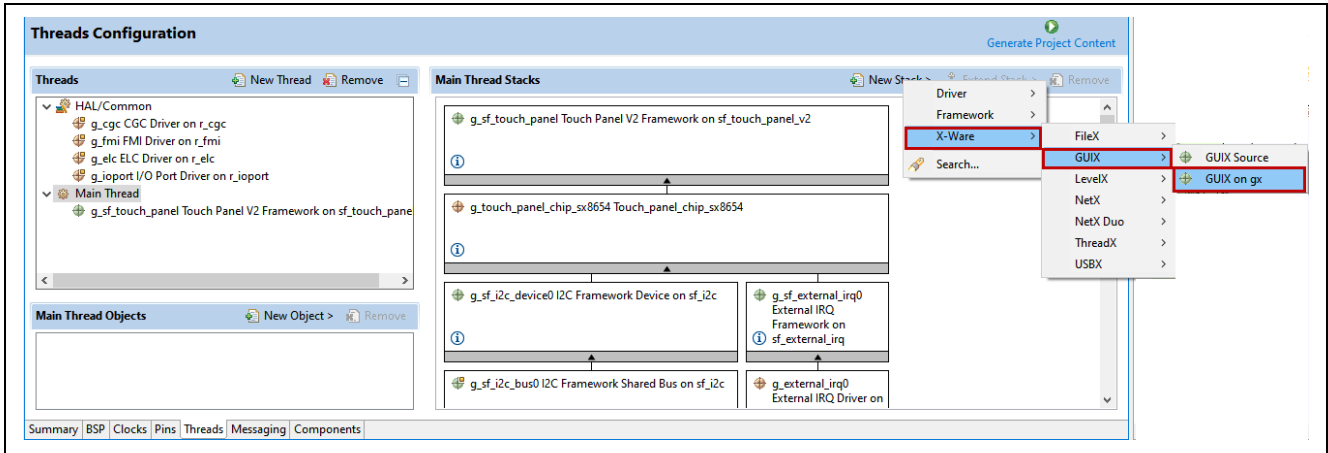 Threads Configuration
Generate Project Content
Threads
New Thread
Remove
HAL/Common
g_cgc CGC Driver on r_cgc
g_fmi FMI Driver on r_fmi
g_elc ELC Driver on r_elc
g_ioport I/O Port Driver on r_ioport
Main Thread
g_sf_touch_panel Touch Panel V2 Framework on sf_touch_pane
Main Thread Objects
New Object >
Remove
Main Thread Stacks
New Stack >
Extend Stack >
Remove
g_sf_touch_panel Touch Panel V2 Framework on sf_touch_panel_v2
g_touch_panel_chip_sx8654 Touch_panel_chip_sx8654
g_sf_i2c_device0 I2C Framework Device on sf_i2c
g_sf_external_irq0
External IRQ
Framework on
sf_external_irq
g_sf_i2c_bus0 I2C Framework Shared Bus on sf_i2c
g_external_irq0
External IRQ Driver on
Driver
Framework
X-Ware
Search...
FileX
GUIX
LevelX
NetX
NetX Duo
ThreadX
USBX
GUIX Source
GUIX on gx
Summary BSP Clocks Pins Threads Messaging Components